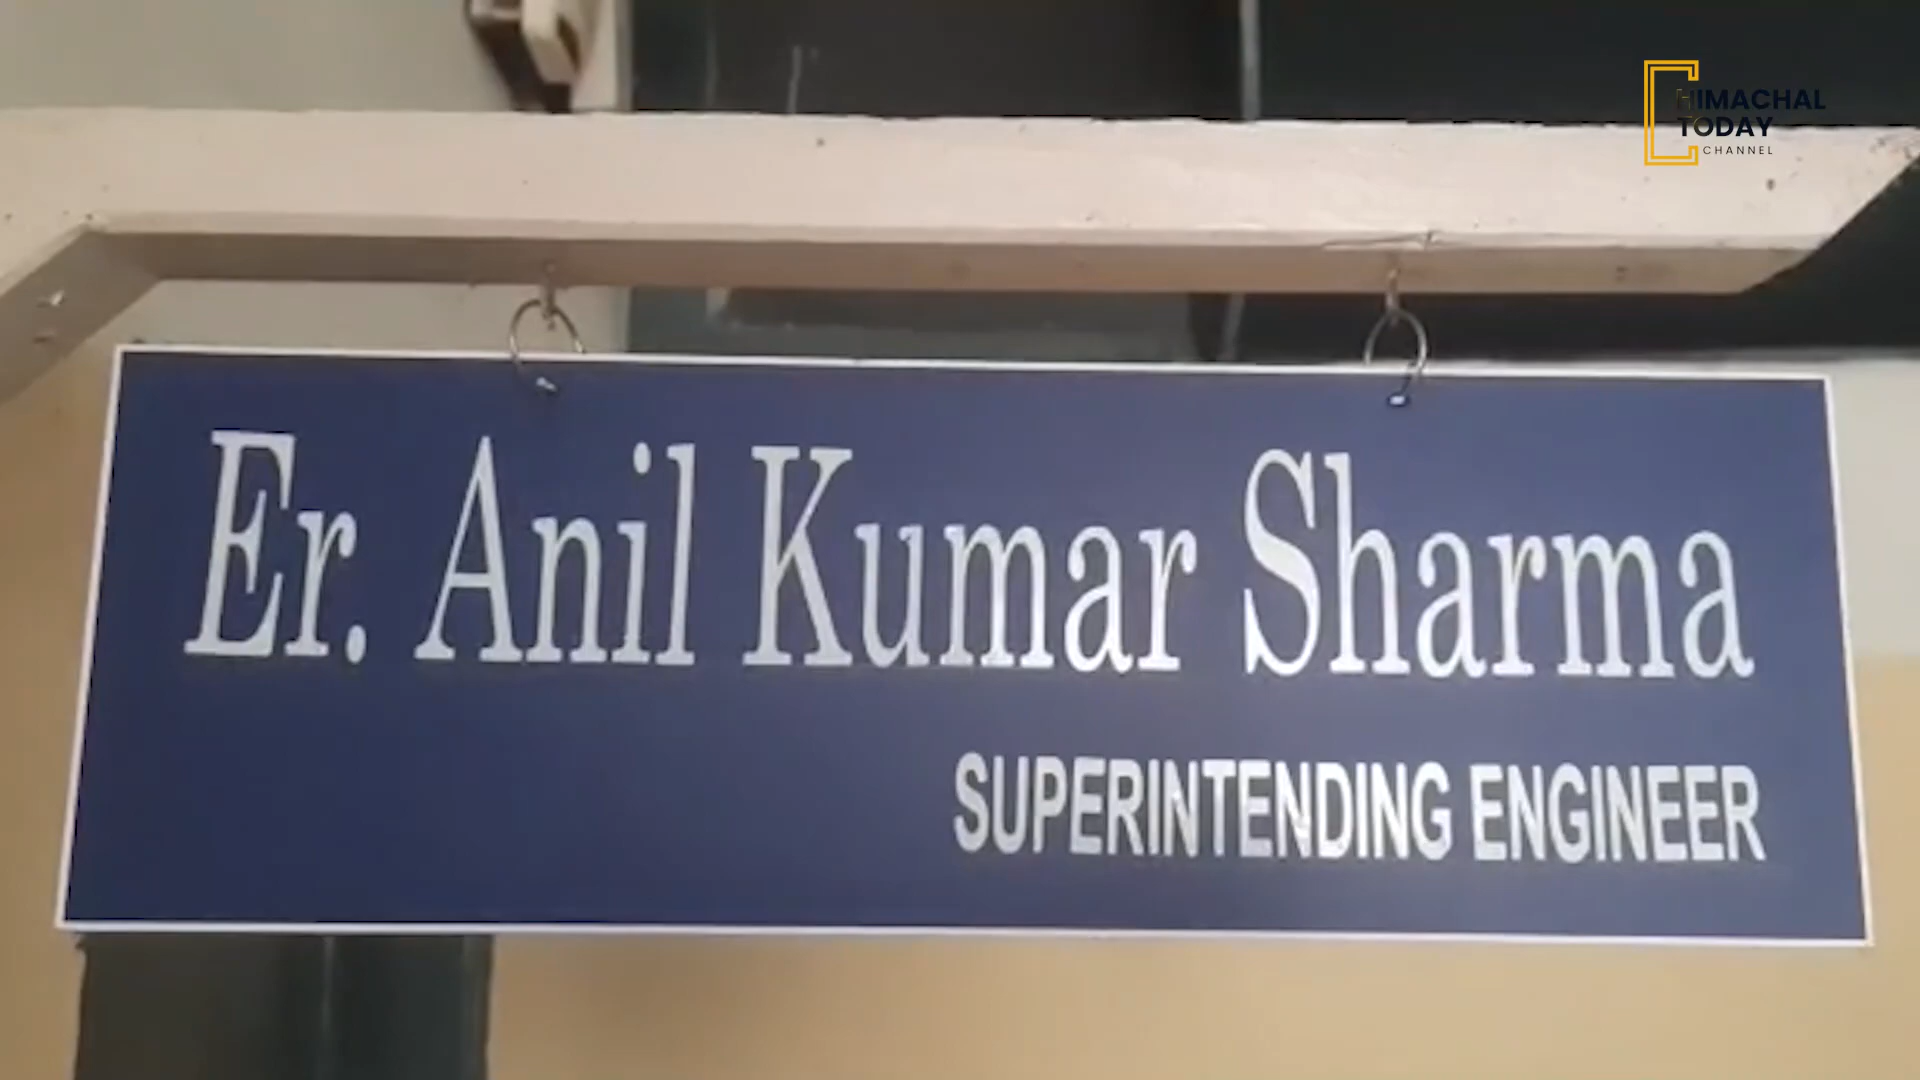 HIMACHAL
TODAY
CHANNEL
Er. Anil Kumar Sharma
SUPERINTENDING ENGINEER